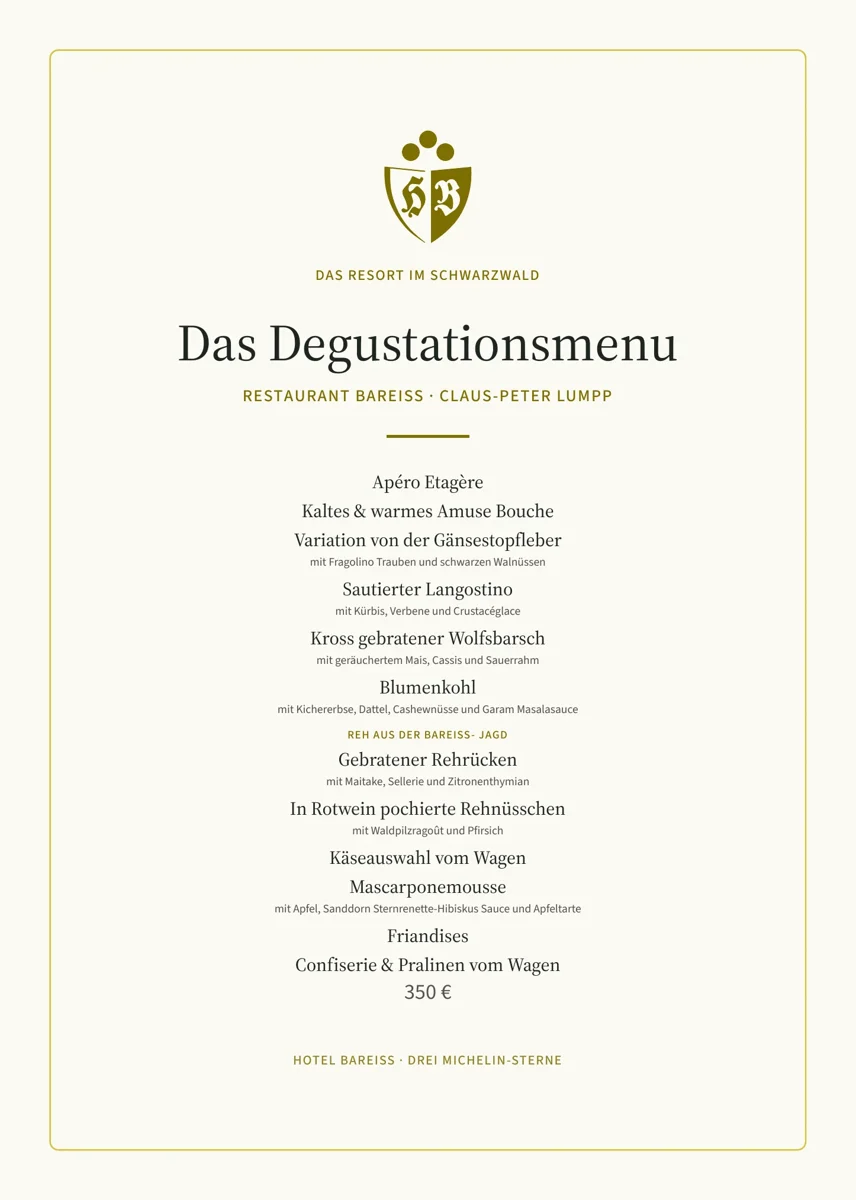 HB
DAS RESORT IM SCHWARZWALD
Das Degustationsmenu
RESTAURANT BAREISS · CLAUS-PETER LUMPP
Apéro Etagère
Kaltes & warmes Amuse Bouche
Variation von der Gänsestopfleber
mit Fragolino Trauben und schwarzen Walnüssen
Sautierter Langostino
mit Kürbis, Verbene und Crustacéglace
Kross gebratener Wolfsbarsch
mit geräuchertem Mais, Cassis und Sauerrahm
Blumenkohl
mit Kichererbse, Dattel, Cashewnüsse und Garam Masalasauce
REH AUS DER BAREISS- JAGD
Gebratener Rehrücken
mit Maitake, Sellerie und Zitronenthymian
In Rotwein pochierte Rehnüsschen
mit Waldpilzragoût und Pfirsich
Käseauswahl vom Wagen
Mascarponemousse
mit Apfel, Sanddorn Sternrenette-Hibiskus Sauce und Apfeltarte
Friandises
Confiserie & Pralinen vom Wagen
350 €
HOTEL BAREISS · DREI MICHELIN-STERNE